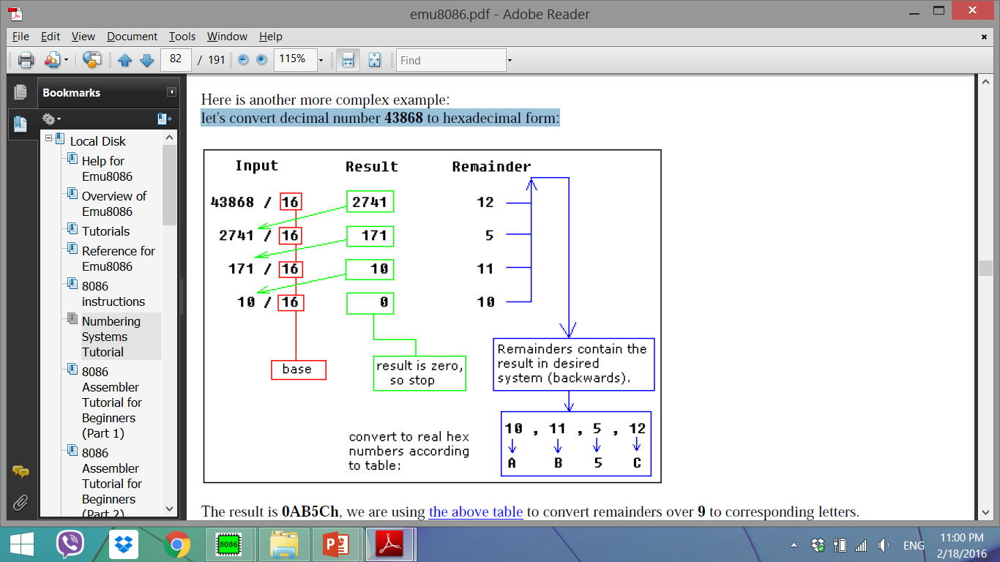 emu8086.pdf - Adobe Reader
File Edit View Document Tools Window Help
82 / 191 115% Find
Bookmarks
Local Disk
Help for
Emu8086
Overview of
Emu8086
Tutorials
Reference for
Emu8086
8086
instructions
Numbering
Systems
Tutorial
8086
Assembler
Tutorial for
Beginners
(Part 1)
8086
Assembler
Tutorial for
Beginners
(Part 2)
Here is another more complex example:
let's convert decimal number 43868 to hexadecimal form:
Input Result Remainder
43868 / 16 2741 12
2741 / 16 171 5
171 / 16 10 11
10 / 16 0 10
base
result is zero,
so stop
Remainders contain the
result in desired
system (backwards).
convert to real hex
numbers according
to table:
10 , 11 , 5 , 12
A B 5 C
The result is 0AB5Ch, we are using the above table to convert remainders over 9 to corresponding letters.
8086
P
ENG
11:00 PM
2/18/2016